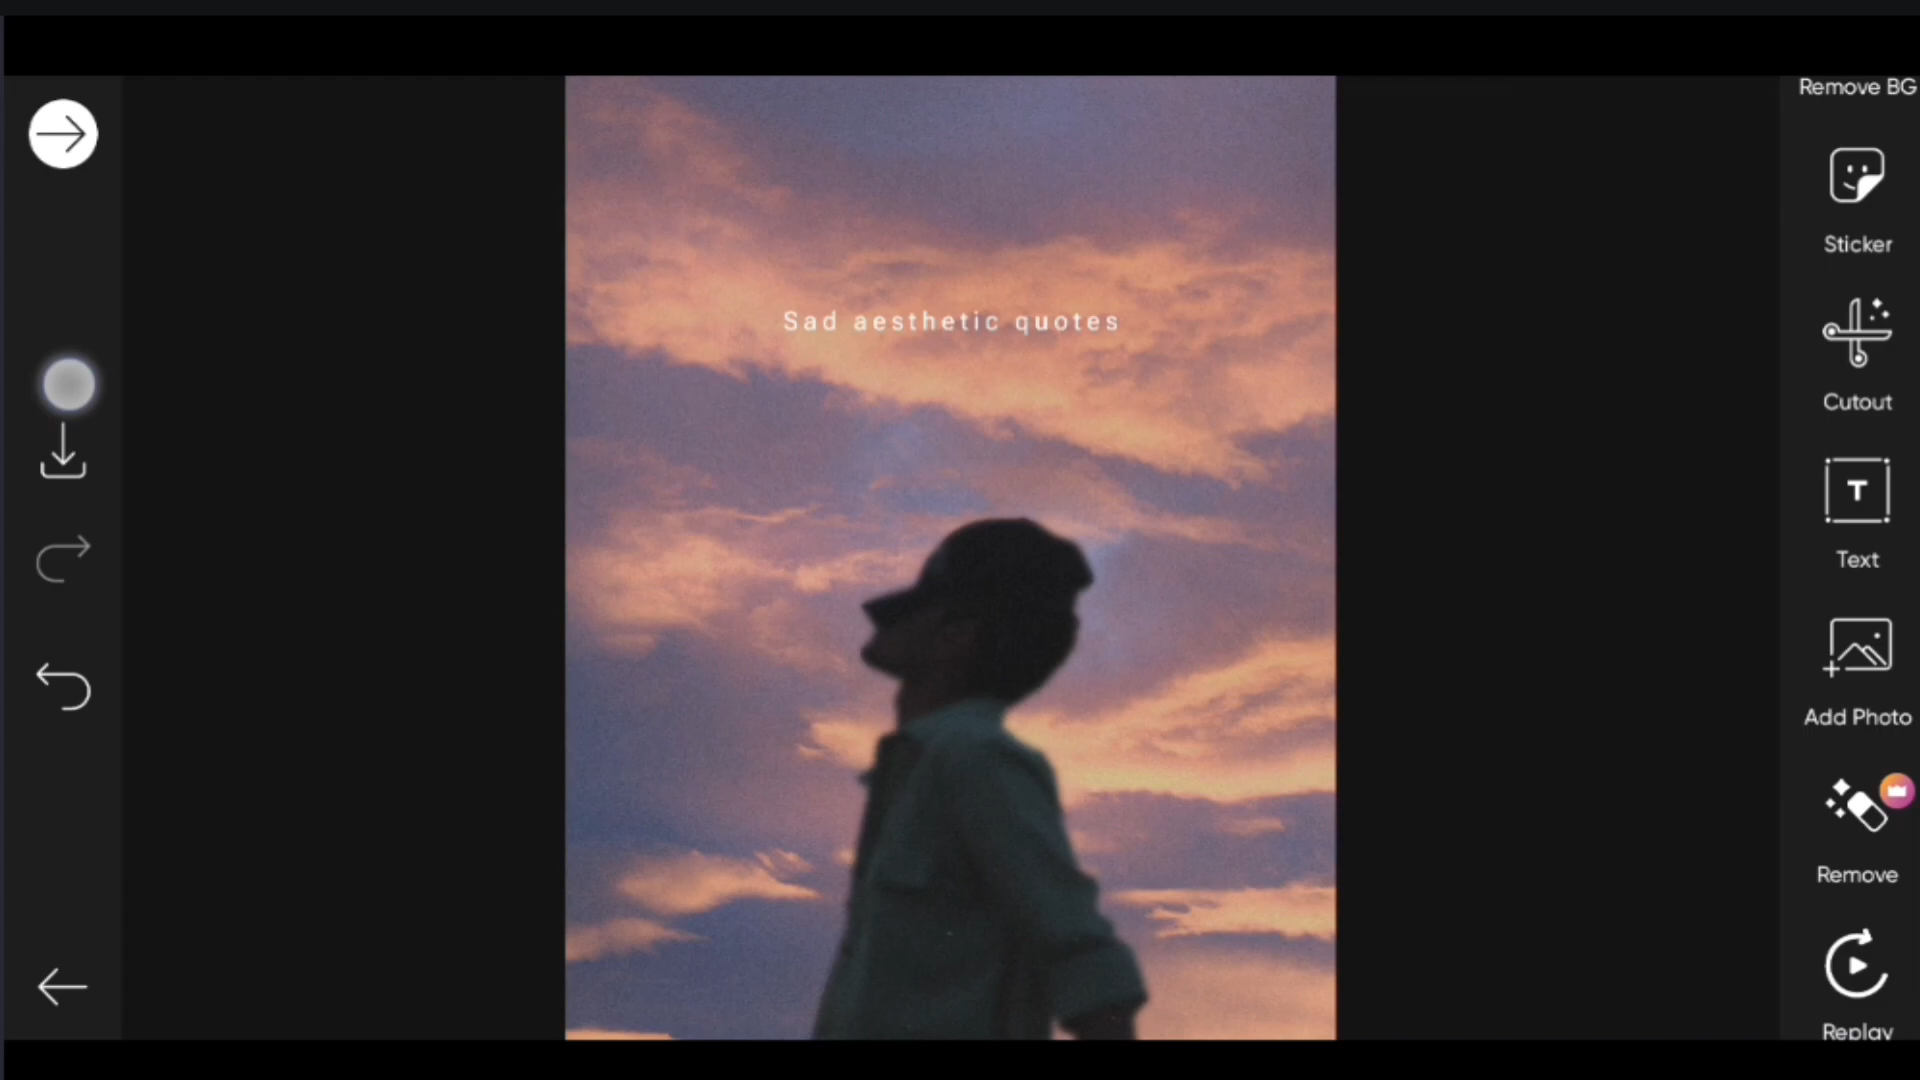 Remove BG
Sticker
Cutout
T
Text
Add Photo
Remove
Replay
Sad aesthetic quotes